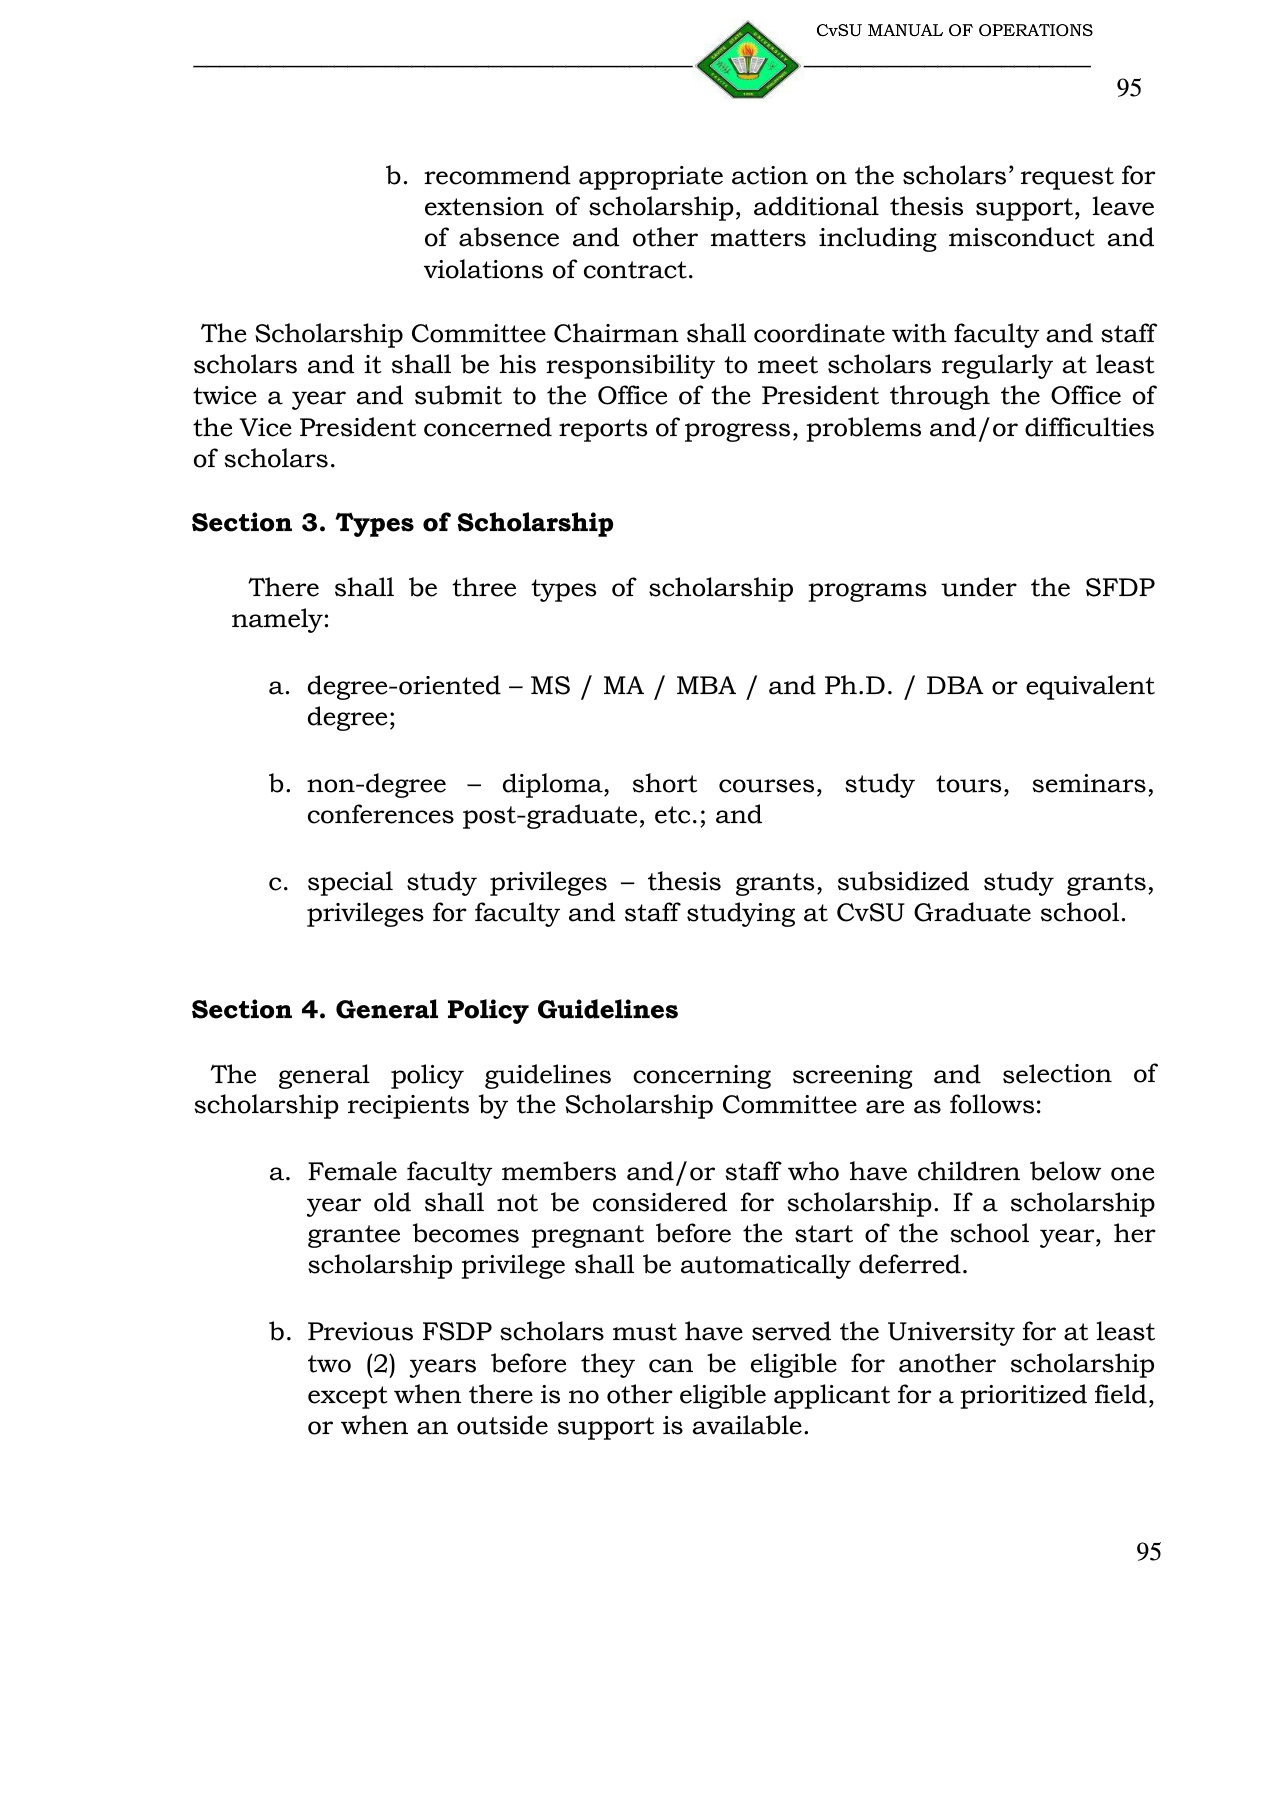 CvSU MANUAL OF OPERATIONS
95
b. recommend appropriate action on the scholars’ request for
extension of scholarship, additional thesis support, leave
of absence and other matters including misconduct and
violations of contract.
The Scholarship Committee Chairman shall coordinate with faculty and staff
scholars and it shall be his responsibility to meet scholars regularly at least
twice a year and submit to the Office of the President through the Office of
the Vice President concerned reports of progress, problems and/or difficulties
of scholars.
Section 3. Types of Scholarship
There shall be three types of scholarship programs under the SFDP
namely:
a. degree-oriented – MS / MA / MBA / and Ph.D. / DBA or equivalent
degree;
b. non-degree – diploma, short courses, study tours, seminars,
conferences post-graduate, etc.; and
c. special study privileges – thesis grants, subsidized study grants,
privileges for faculty and staff studying at CvSU Graduate school.
Section 4. General Policy Guidelines
The general policy guidelines concerning screening and selection of
scholarship recipients by the Scholarship Committee are as follows:
a. Female faculty members and/or staff who have children below one
year old shall not be considered for scholarship. If a scholarship
grantee becomes pregnant before the start of the school year, her
scholarship privilege shall be automatically deferred.
b. Previous FSDP scholars must have served the University for at least
two (2) years before they can be eligible for another scholarship
except when there is no other eligible applicant for a prioritized field,
or when an outside support is available.
95